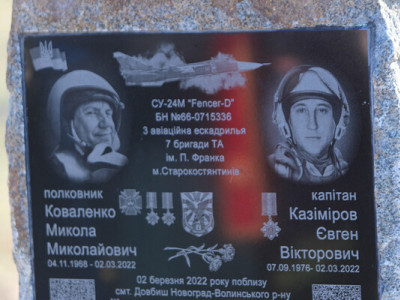 СУ-24М "Fencer-D"
БН №66-0715336
3 авіаційна ескадрилья
7 бригади ТА
ім. П. Франка
м.Старокостянтинів
полковник
Коваленко
Микола
Миколайович
04.11.1968 - 02.03.2022
капітан
Казіміров
Євген
Вікторович
07.09.1976- 02.03.2022
02 березня 2022 року поблизу
смт. Довбиш Новоград-Волинського р-ну